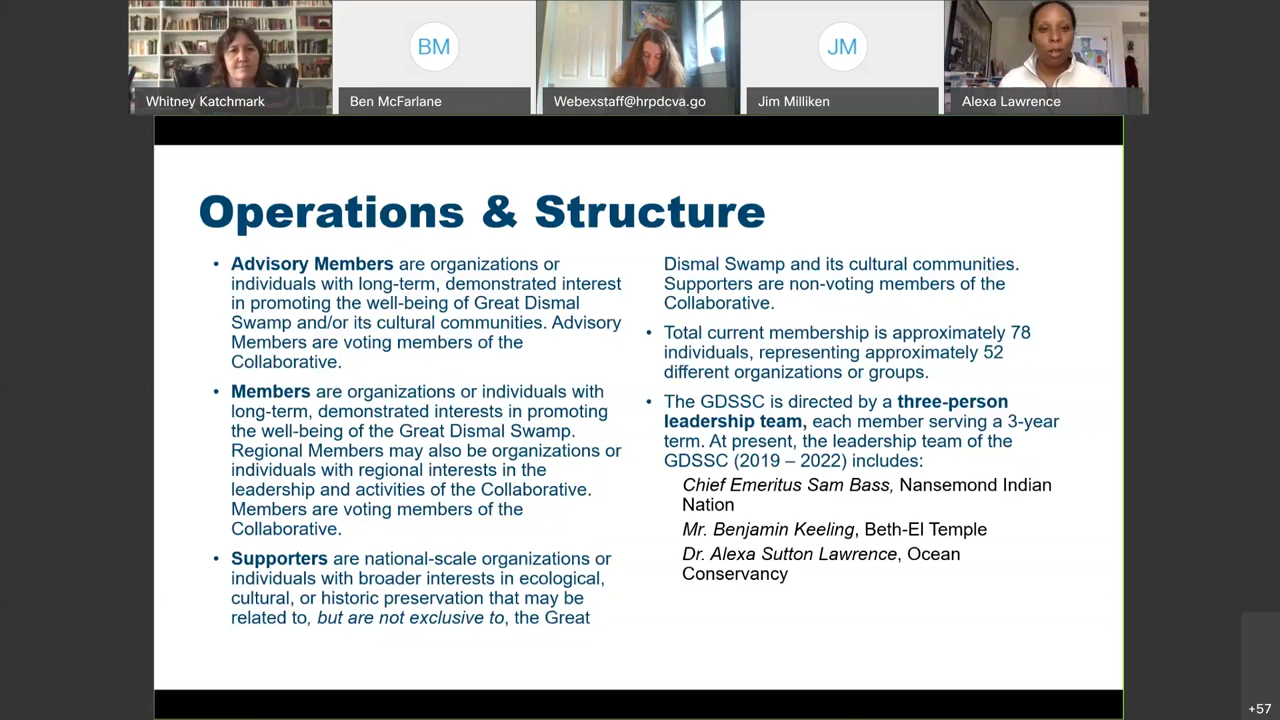 BM
JM
Whitney Katchmark
Ben McFarlane
Webexstaff@hrpdcva.go
Jim Milliken
Alexa Lawrence
Operations & Structure
• Advisory Members are organizations or
individuals with long-term, demonstrated interest
in promoting the well-being of Great Dismal
Swamp and/or its cultural communities. Advisory
Members are voting members of the
Collaborative.
• Members are organizations or individuals with
long-term, demonstrated interests in promoting
the well-being of the Great Dismal Swamp.
Regional Members may also be organizations or
individuals with regional interests in the
leadership and activities of the Collaborative.
Members are voting members of the
Collaborative.
• Supporters are national-scale organizations or
individuals with broader interests in ecological,
cultural, or historic preservation that may be
related to, but are not exclusive to, the Great
Dismal Swamp and its cultural communities.
Supporters are non-voting members of the
Collaborative.
• Total current membership is approximately 78
individuals, representing approximately 52
different organizations or groups.
• The GDSSC is directed by a three-person
leadership team, each member serving a 3-year
term. At present, the leadership team of the
GDSSC (2019 – 2022) includes:
Chief Emeritus Sam Bass, Nansemond Indian
Nation
Mr. Benjamin Keeling, Beth-El Temple
Dr. Alexa Sutton Lawrence, Ocean
Conservancy
+57